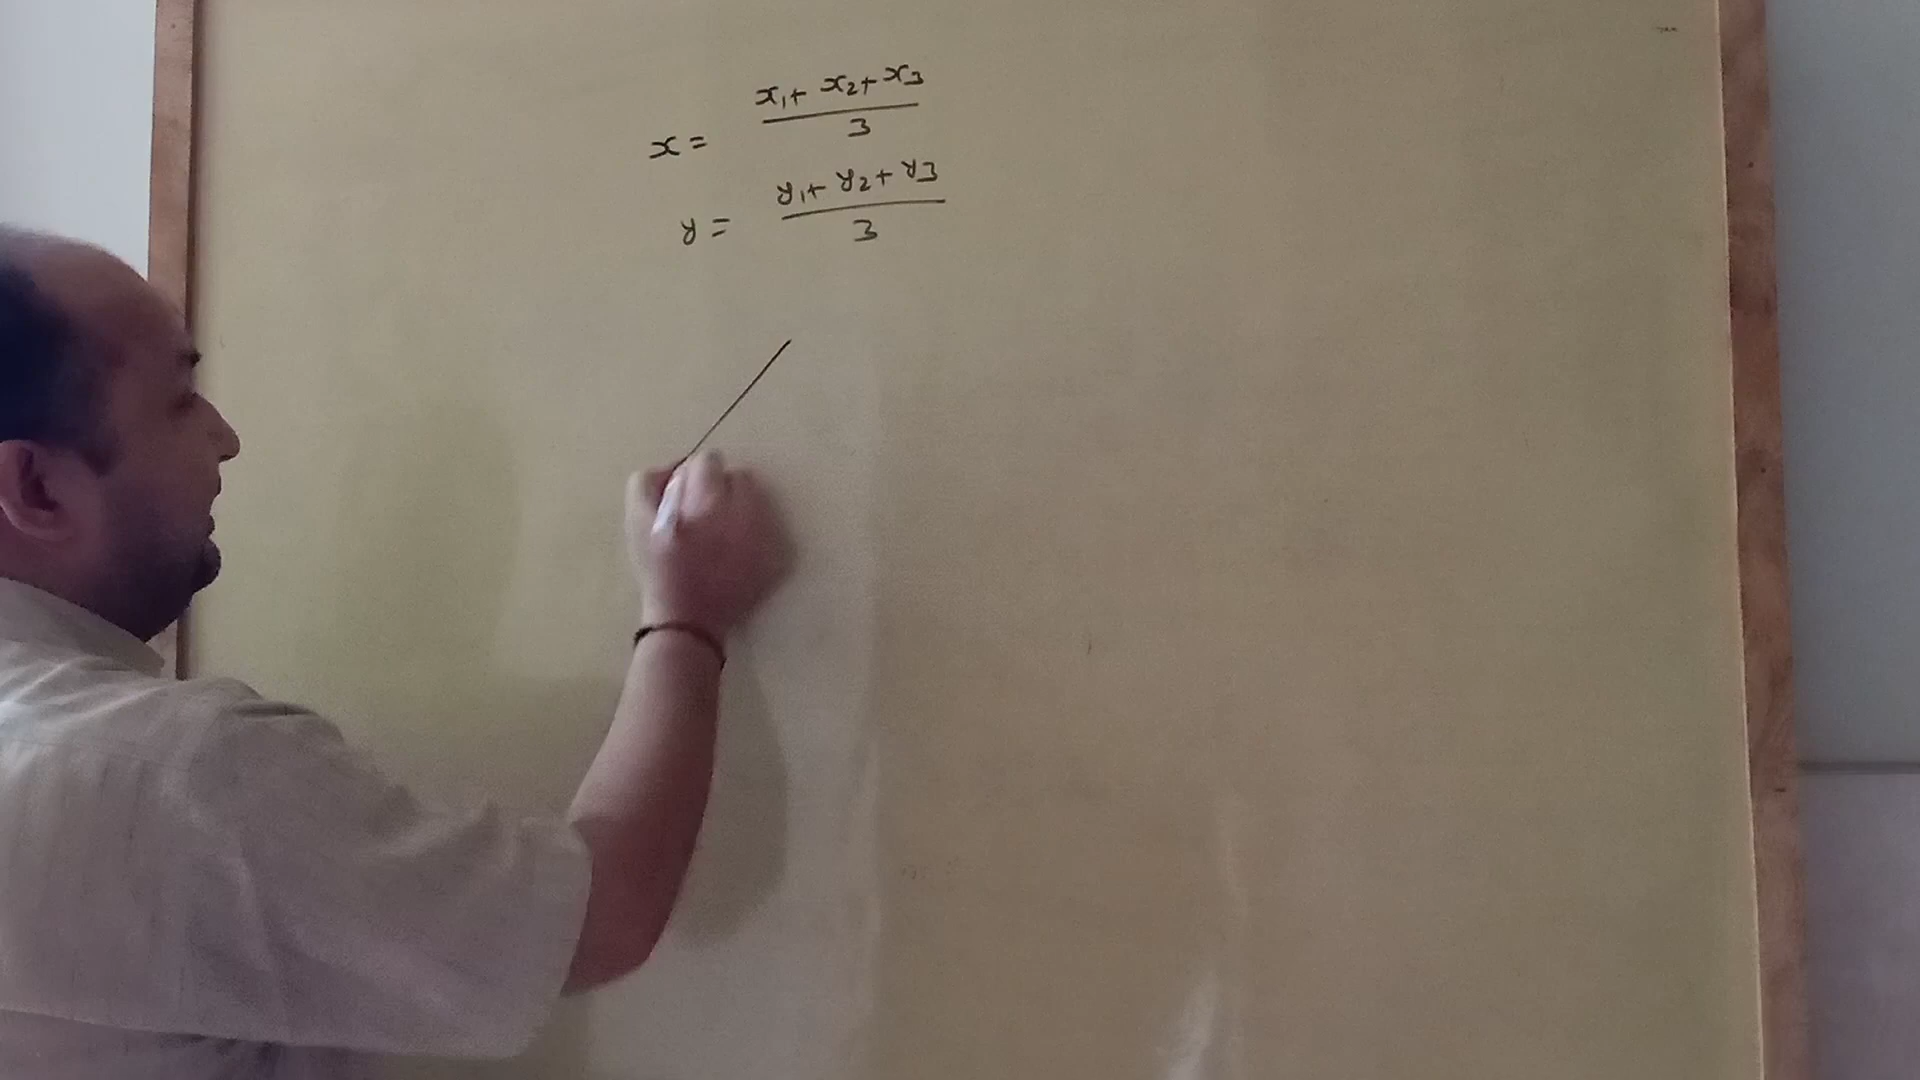 x = (x₁ + x₂ + x₃)/3
y = (y₁ + y₂ + y₃)/3